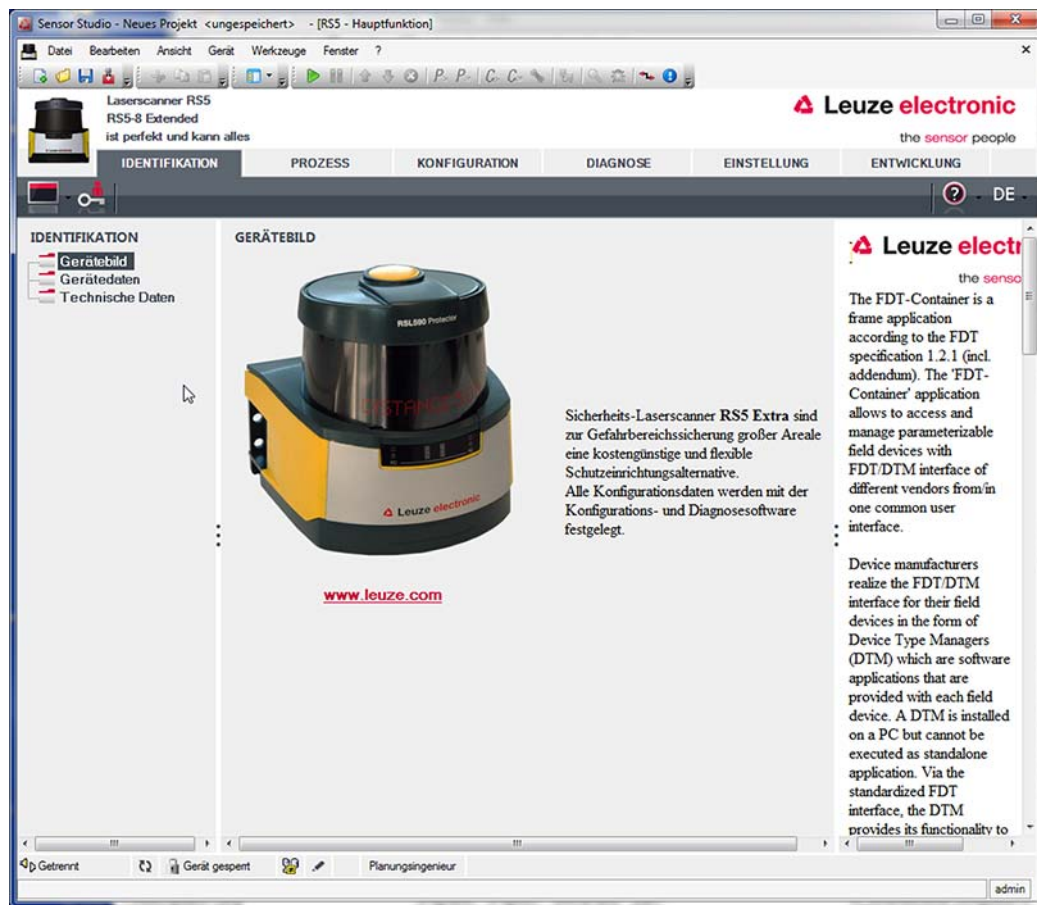 Sensor Studio - Neues Projekt <ungespeichert> - [RS5 - Hauptfunktion]
Datei Bearbeiten Ansicht Gerät Werkzeuge Fenster ?
Laserscanner RS5
RS5-8 Extended
ist perfekt und kann alles
Leuze electronic
the sensor people
IDENTIFIKATION PROZESS KONFIGURATION DIAGNOSE EINSTELLUNG ENTWICKLUNG
DE
IDENTIFIKATION
Gerätebild
Gerätedaten
Technische Daten
GERÄTEBILD
RSL500 Protector
Leuze electronic
www.leuze.com
Sicherheits-Laserscanner RS5 Extra sind
zur Gefahrbereichssicherung großer Areale
eine kostengünstige und flexible
Schutzeinrichtungsalternative.
Alle Konfigurationsdaten werden mit der
Konfigurations- und Diagnosesoftware
festgelegt.
Leuze electr
the senso
The FDT-Container is a
frame application
according to the FDT
specification 1.2.1 (incl.
addendum). The 'FDT-
Container' application
allows to access and
manage parameterizable
field devices with
FDT/DTM interface of
different vendors from/in
one common user
interface.
Device manufacturers
realize the FDT/DTM
interface for their field
devices in the form of
Device Type Managers
(DTM) which are software
applications that are
provided with each field
device. A DTM is installed
on a PC but cannot be
executed as standalone
application. Via the
standardized FDT
interface, the DTM
provides its functionality to
Getrennt Gerät gesperrt Planungsingenieur
admin